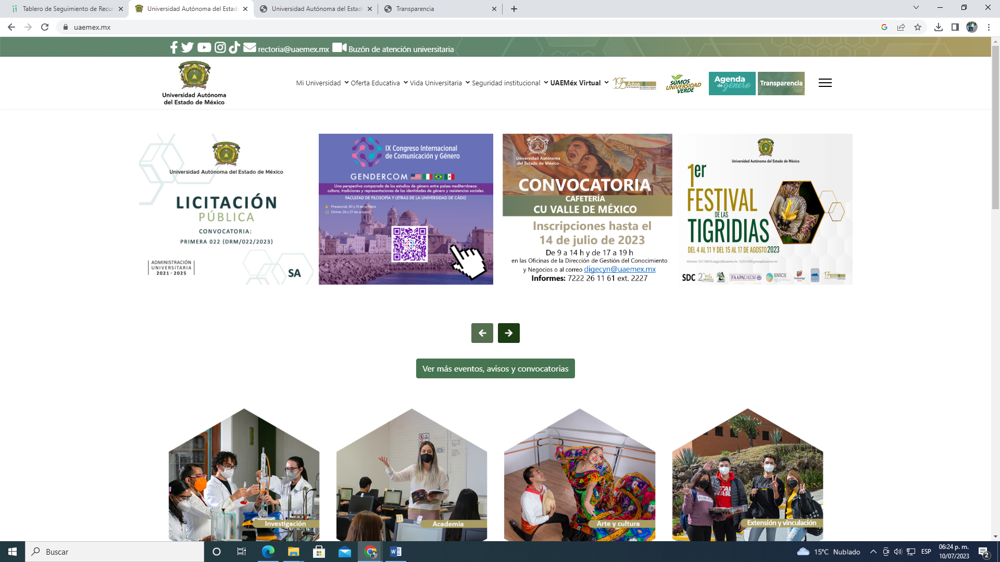 Tablero de Seguimiento de Recur
Universidad Autónoma del Estad
Universidad Autónoma del Estad
Transparencia
uaemex.mx
rectoria@uaemex.mx
Buzón de atención universitaria
Universidad Autónoma
del Estado de México
Mi Universidad
Oferta Educativa
Vida Universitaria
Seguridad institucional
UAEMéx Virtual
195 Años
SOMOS
UNIVERSIDAD
VERDE
Agenda
de género
Transparencia
Universidad Autónoma del Estado de México
LICITACIÓN
PÚBLICA
CONVOCATORIA:
PRIMERA 022 (DRM/022/2023)
ADMINISTRACIÓN
UNIVERSITARIA
2021 - 2025
SA
IX Congreso Internacional
de Comunicación y Género
GENDERCOM
Una perspectiva comparada de los estudios de género entre países mediterráneos:
cultura, tradiciones y representaciones de las identidades de género y resistencias sociales.
FACULTAD DE FILOSOFÍA Y LETRAS DE LA UNIVERSIDAD DE CÁDIZ
Presencial: 30 y 31 de octubre
Online: 26 y 27 de octubre
Universidad Autónoma
del Estado de México
CONVOCATORIA
CAFETERÍA
CU VALLE DE MÉXICO
Inscripciones hasta el
14 de julio de 2023
De 9 a 14 h y de 17 a 19 h
en las Oficinas de la Dirección de Gestión del Conocimiento
y Negocios o al correo digecyn@uaemex.mx
Informes: 7222 26 11 61 ext. 2227
Universidad Autónoma del Estado de México
1er
FESTIVAL
DE LAS
TIGRIDIAS
DEL 4 AL 11 Y DEL 15 AL 17 DE AGOSTO 2023
SDC
FAAPAUAEM
SNICS
Ver más eventos, avisos y convocatorias
Investigación
Academia
Arte y cultura
Extensión y vinculación
Buscar
15°C Nublado
ESP
06:24 p. m.
10/07/2023
2